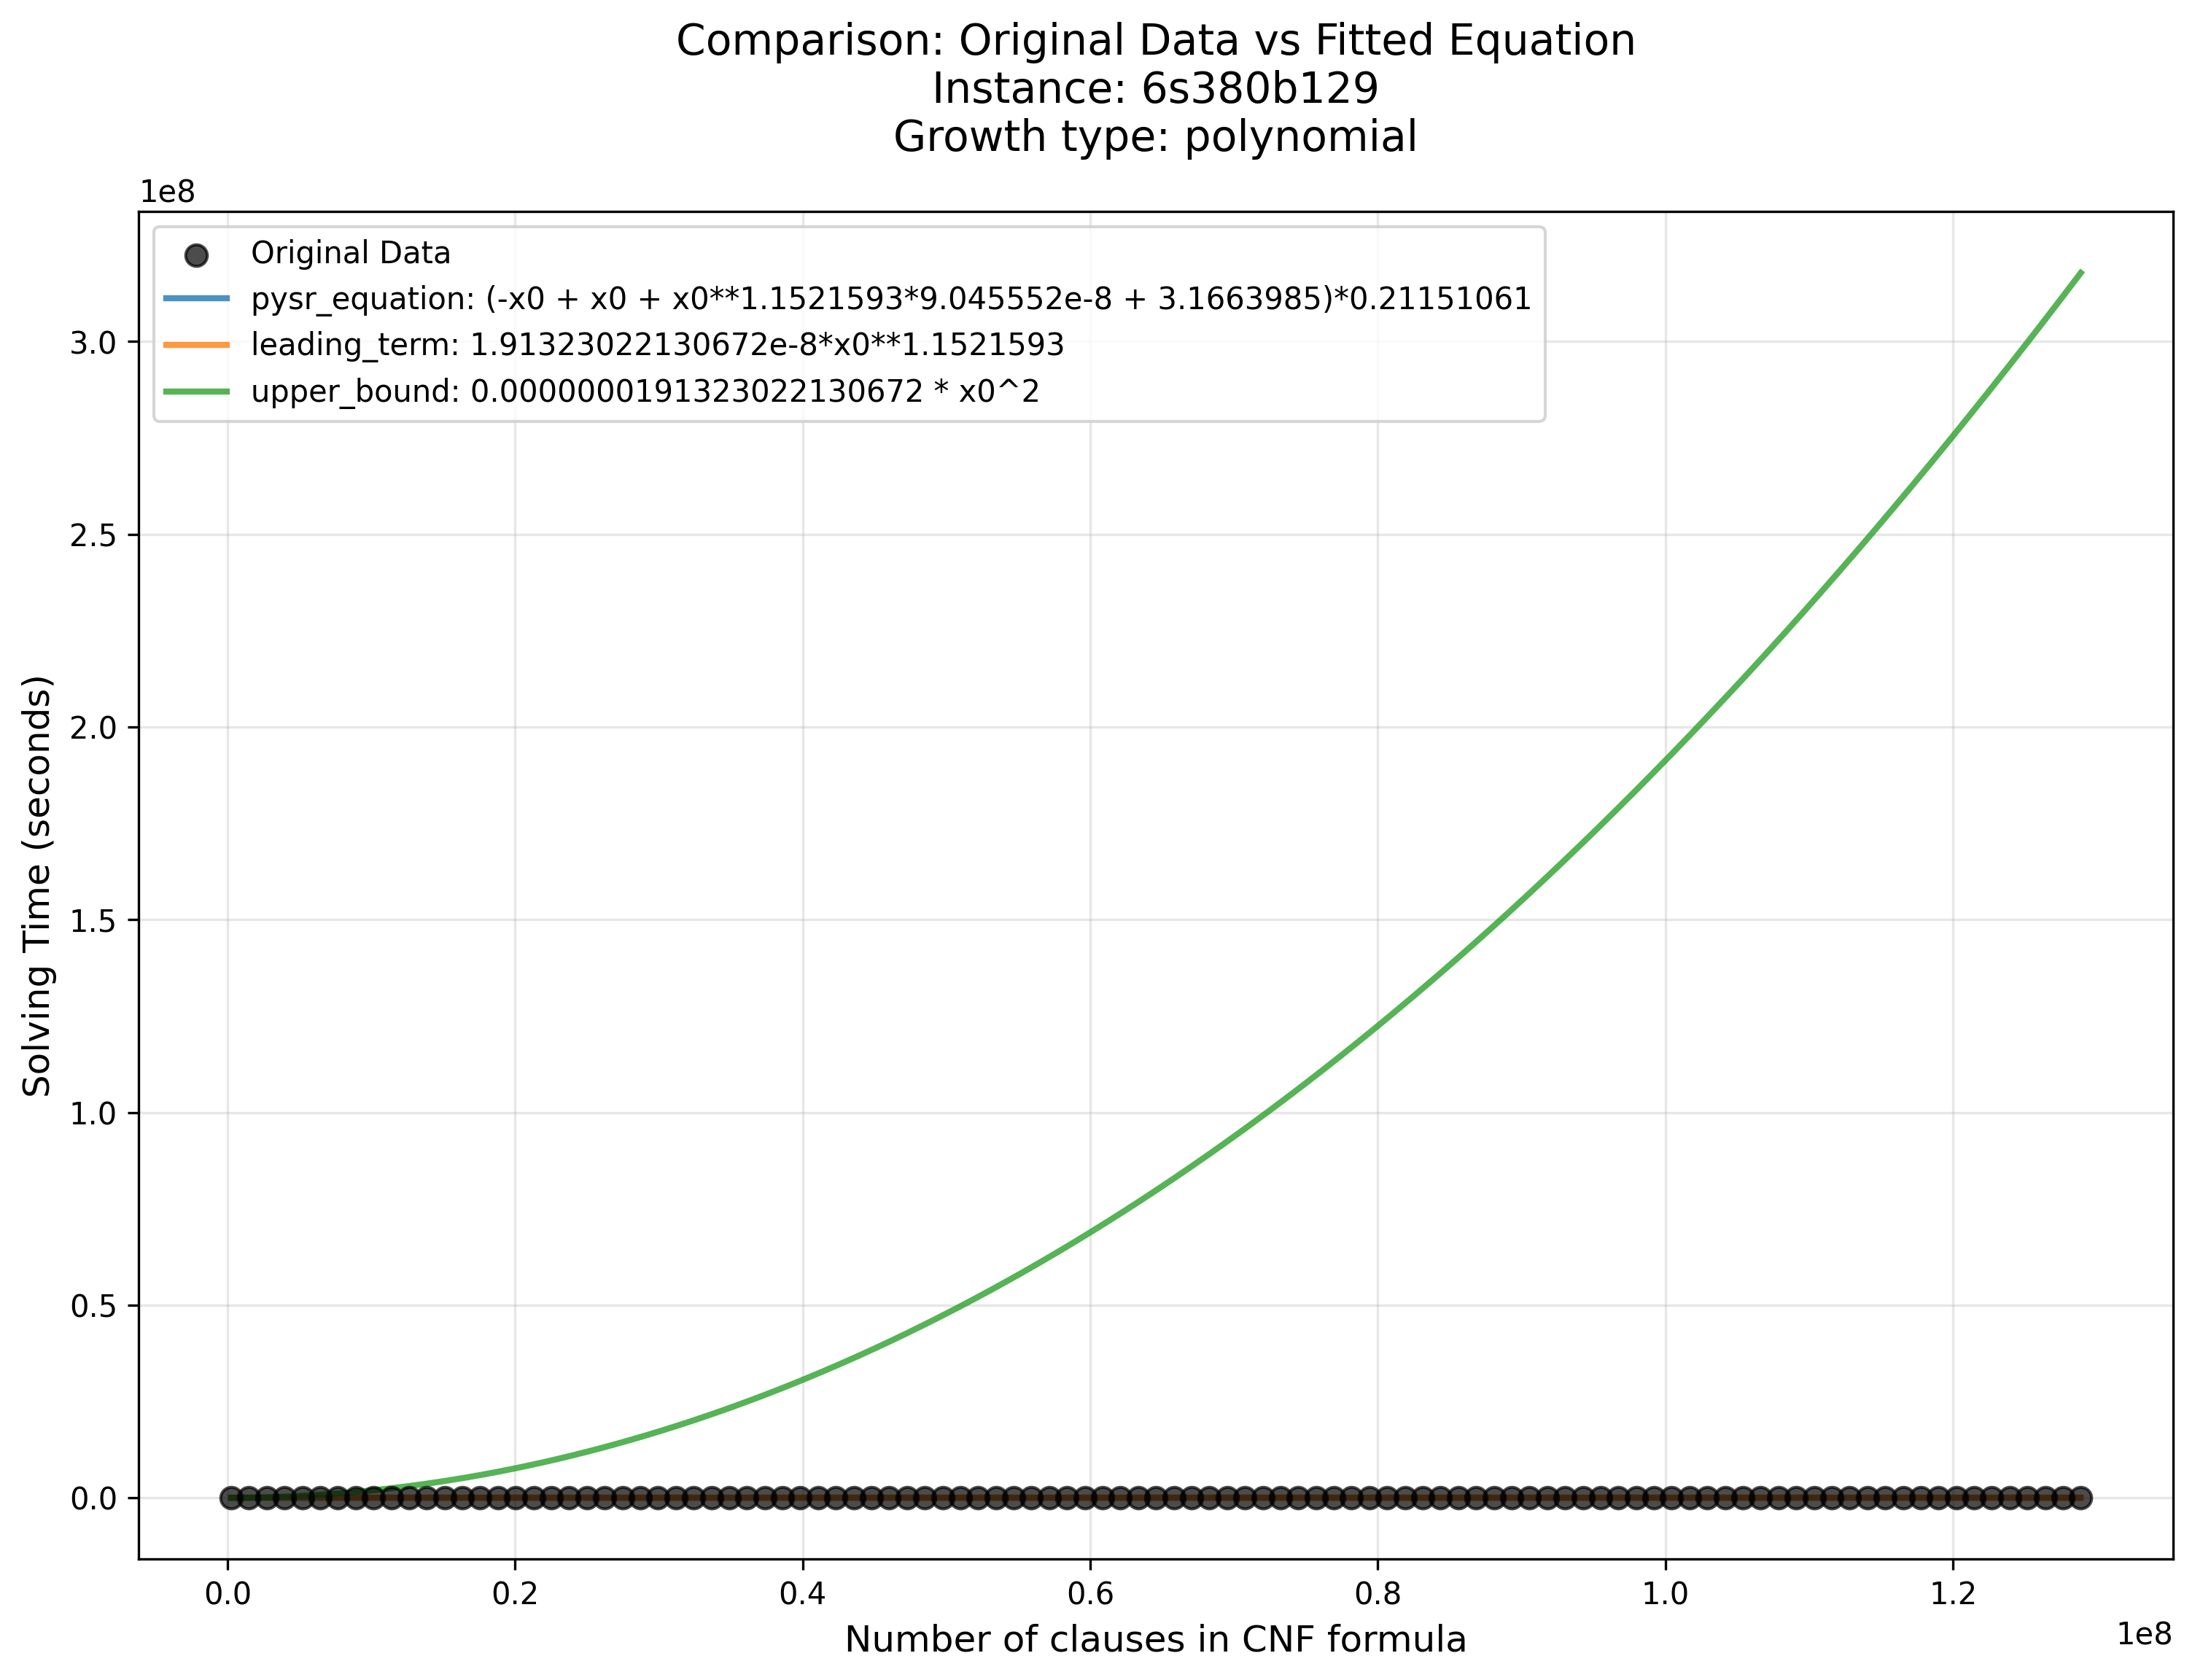 Comparison: Original Data vs Fitted Equation
Instance: 6s380b129
Growth type: polynomial
1e8
Original Data
pysr_equation: (-x0 + x0 + x0**1.1521593*9.045552e-8 + 3.1663985)*0.21151061
leading_term: 1.91323022130672e-8*x0**1.1521593
upper_bound: 0.0000000191323022130672 * x0^2
3.0
2.5
2.0
1.5
1.0
0.5
0.0
Solving Time (seconds)
0.0 0.2 0.4 0.6 0.8 1.0 1.2
1e8
Number of clauses in CNF formula